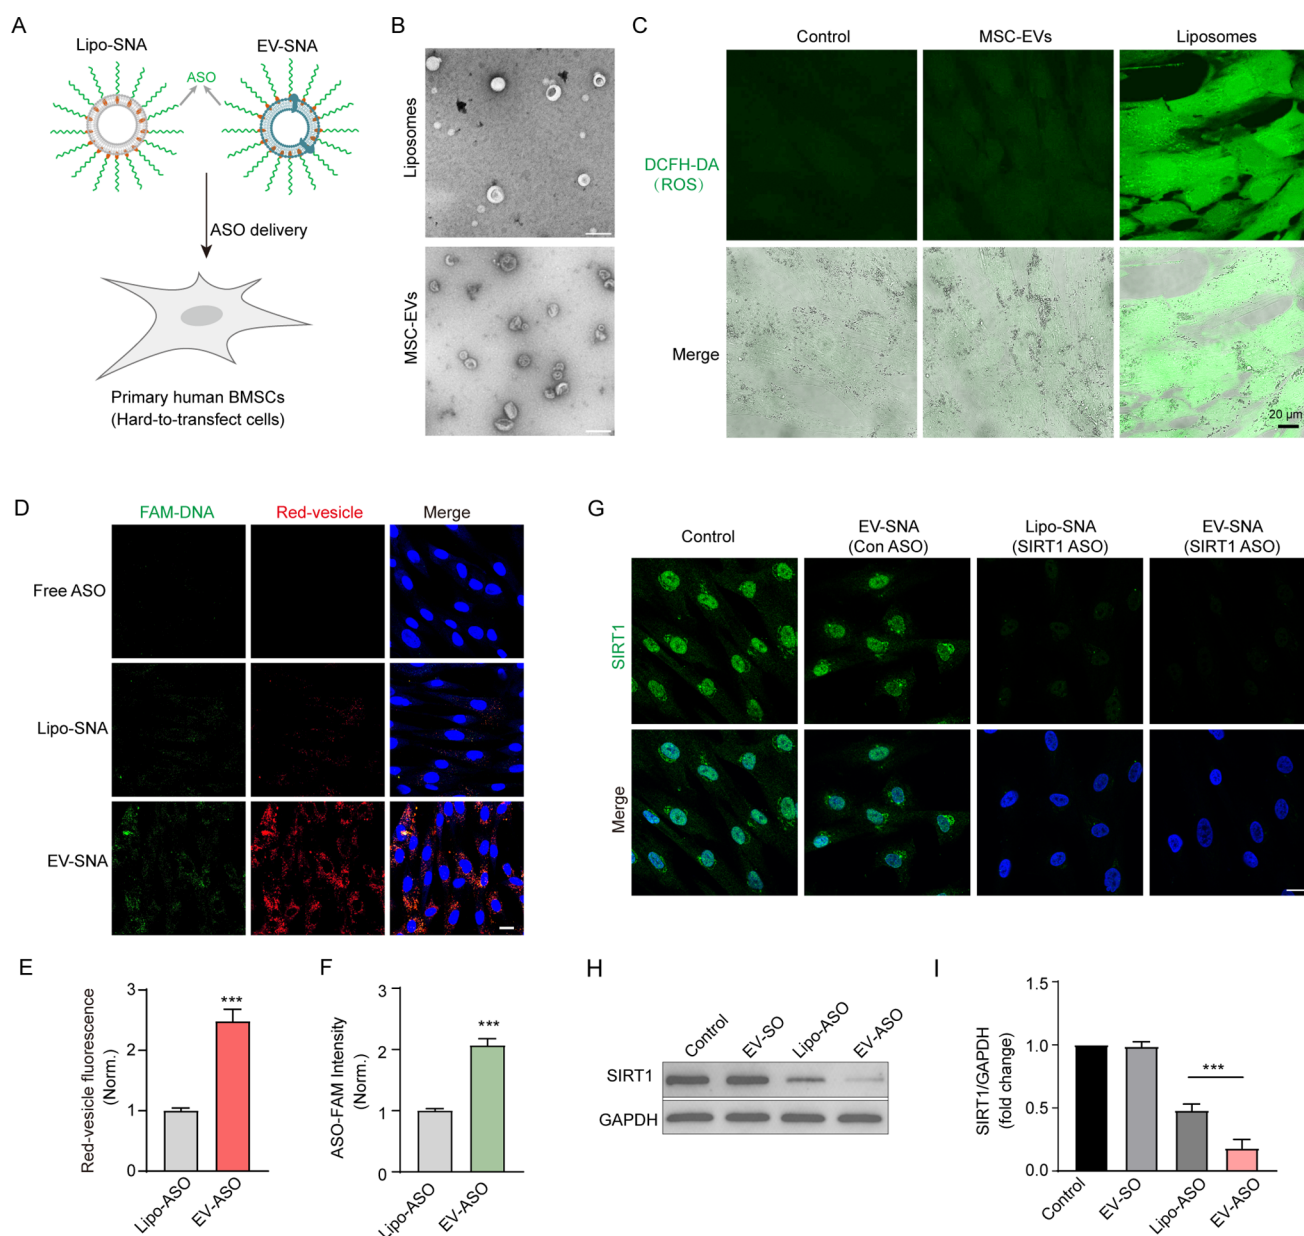 A
Lipo-SNA
EV-SNA
ASO
ASO delivery
Primary human BMSCs
(Hard-to-transfect cells)
B
Liposomes
MSC-EVs
C
Control
MSC-EVs
Liposomes
DCFH-DA
(ROS)
Merge
20 μm
D
FAM-DNA
Red-vesicle
Merge
Free ASO
Lipo-SNA
EV-SNA
G
Control
EV-SNA
(Con ASO)
Lipo-SNA
(SIRT1 ASO)
EV-SNA
(SIRT1 ASO)
SIRT1
Merge
E
Red-vesicle fluorescence
(Norm.)
3
2
1
0
***
Lipo-ASO
EV-ASO
F
ASO-FAM Intensity
(Norm.)
3
2
1
0
***
Lipo-ASO
EV-ASO
H
Control
EV-SO
Lipo-ASO
EV-ASO
SIRT1
GAPDH
I
SIRT1/GAPDH
(fold change)
1.5
1.0
0.5
0.0
***
Control
EV-SO
Lipo-ASO
EV-ASO